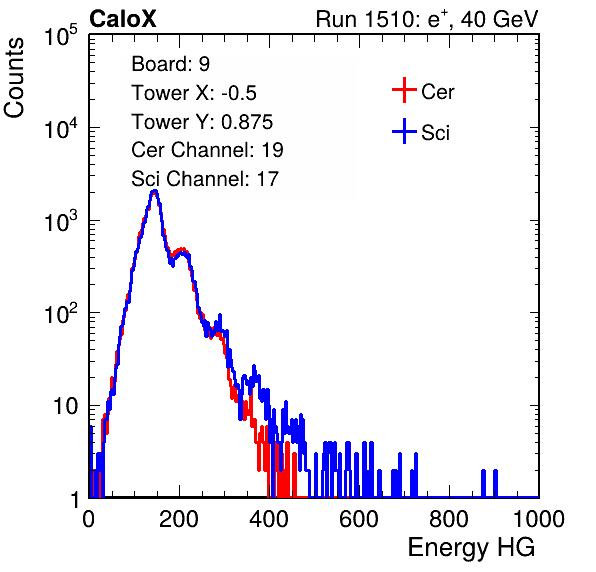 CaloX Run 1510: e⁺, 40 GeV
Counts
Board: 9
Tower X: -0.5
Tower Y: 0.875
Cer Channel: 19
Sci Channel: 17
Cer
Sci
10⁵
10⁴
10³
10²
10
1
0 200 400 600 800 1000
Energy HG